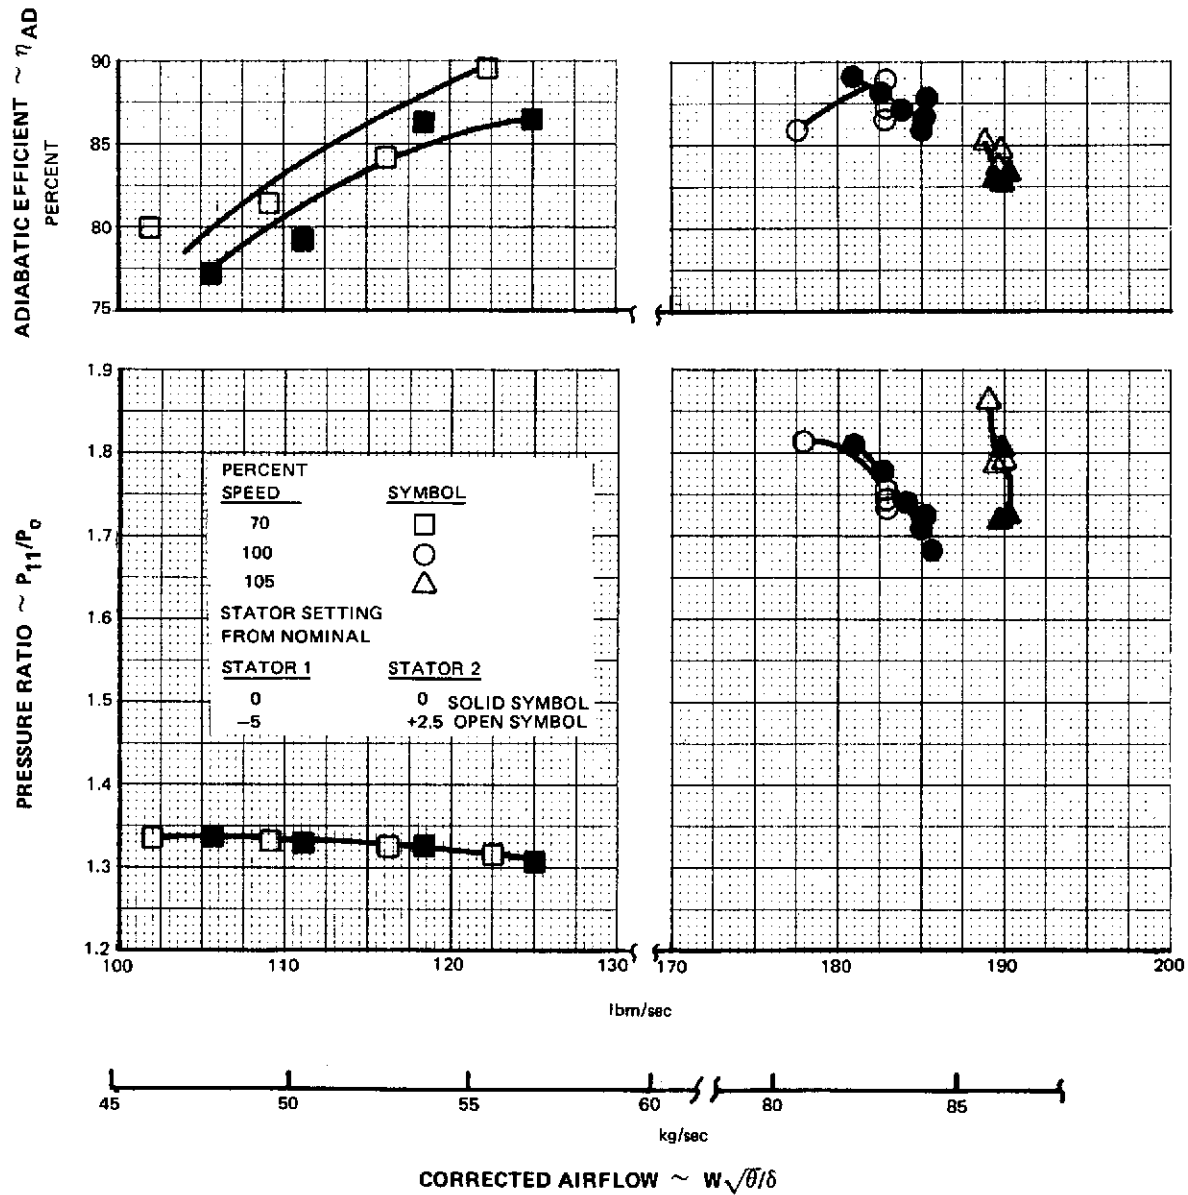 ADIABATIC EFFICIENT ~ η AD
PERCENT
90
85
80
75
PRESSURE RATIO ~ P11/Po
1.9
1.8
1.7
1.6
1.5
1.4
1.3
1.2
PERCENT
SPEED SYMBOL
70
100
105
STATOR SETTING
FROM NOMINAL
STATOR 1 STATOR 2
0 0 SOLID SYMBOL
−5 +2.5 OPEN SYMBOL
100 110 120 130 170 180 190 200
lbm/sec
45 50 55 60 80 85
kg/sec
CORRECTED AIRFLOW ~ W√θ/δ